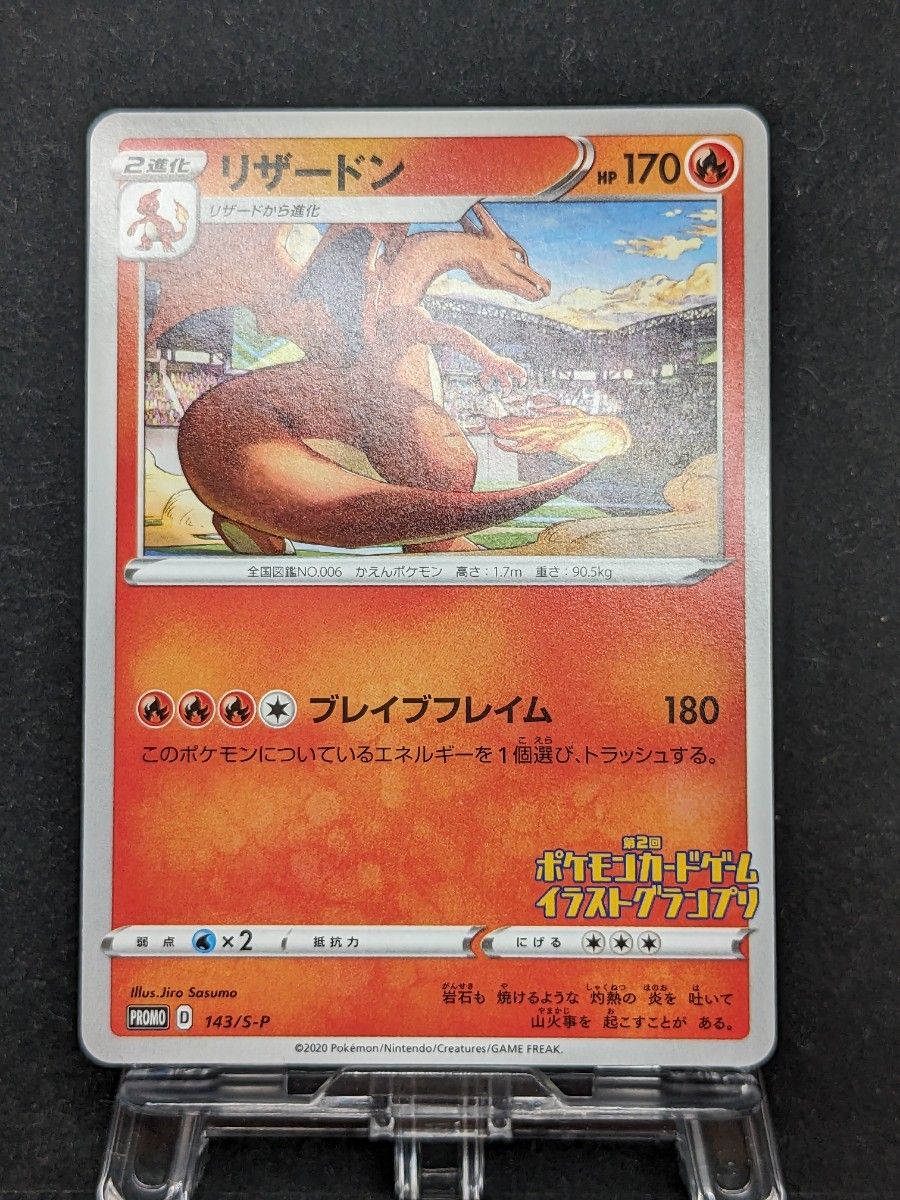 2進化
リザードン
HP 170
リザードから進化
全国図鑑NO.006 かえんポケモン 高さ:1.7m 重さ:90.5kg
ブレイブフレイム 180
このポケモンについているエネルギーを1個選び、トラッシュする。
第2回
ポケモンカードゲーム
イラストグランプリ
弱点 ×2 抵抗力 にげる
Illus.Jiro Sasumo
岩石も 焼けるような 灼熱の 炎を 吐いて
山火事を 起こすことが ある。
PROMO D 143/S-P
©2020 Pokémon/Nintendo/Creatures/GAME FREAK.